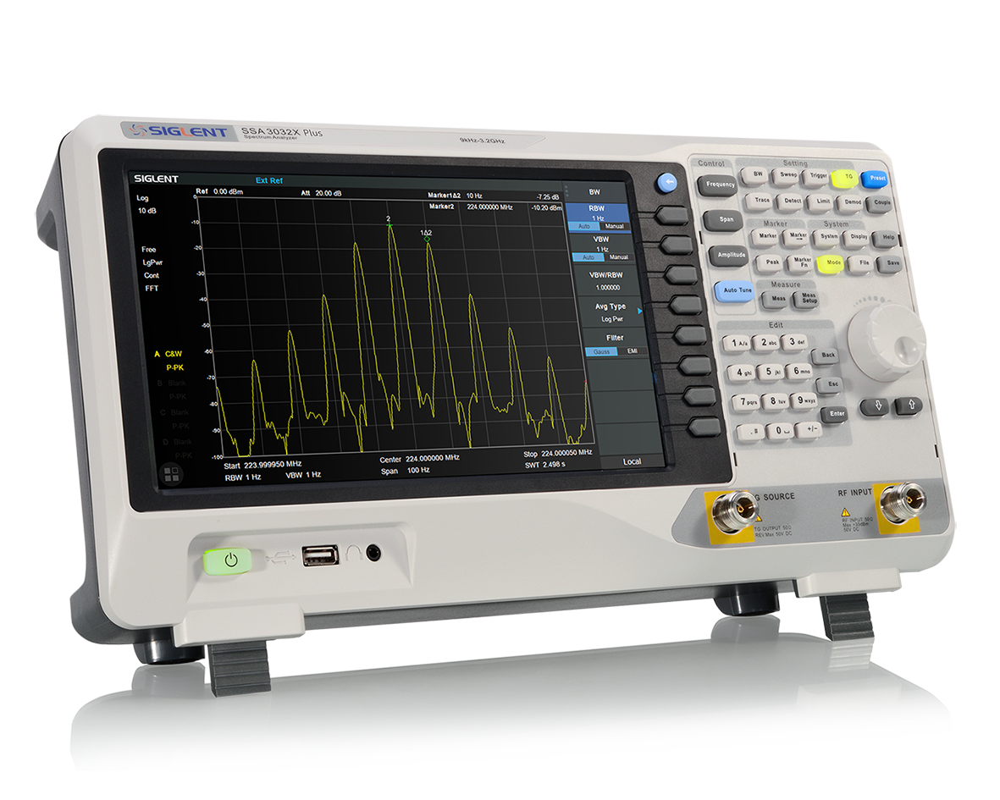 SIGLENT SSA 3032X Plus
Spectrum Analyzer
9kHz-3.2GHz
SIGLENT
Ext Ref
Log
10 dB
Ref 0.00 dBm
Att 20.00 dB
Marker1Δ2 10 Hz
-7.25 dB
Marker2
224.000000 MHz
-10.20 dBm
0
-10
-20
-30
-40
-50
-60
-70
-80
-90
-100
2
1Δ2
Free
LgPwr
Cont
FFT
A C&W
P-PK
B Blank
P-PK
C Blank
P-PK
D Blank
P-PK
Start 223.999950 MHz
RBW 1 Hz
VBW 1 Hz
Center 224.000000 MHz
Span 100 Hz
Stop 224.000050 MHz
SWT 2.498 s
BW
RBW
1 Hz
Auto Manual
VBW
1 Hz
Auto Manual
VBW/RBW
1.000000
Avg Type
Log Pwr
Filter
Gauss EMI
Local
Control
Frequency
Span
Amplitude
Auto Tune
Setting
BW Sweep Trigger TG Preset
Trace Detect Limit Demod Couple
Marker System
Marker Marker System Display Help
Peak Marker Fn Mode File Save
Measure
Meas Meas Setup
Edit
1 A/a 2 abc 3 def Back
4 ghi 5 jkl 6 mno Esc
7 pqrs 8 tuv 9 wxyz Enter
. # 0 +/−
G SOURCE
TG OUTPUT 50Ω
REV Max 50V DC
RF INPUT
RF INPUT 50Ω
Max +30dBm
50V DC